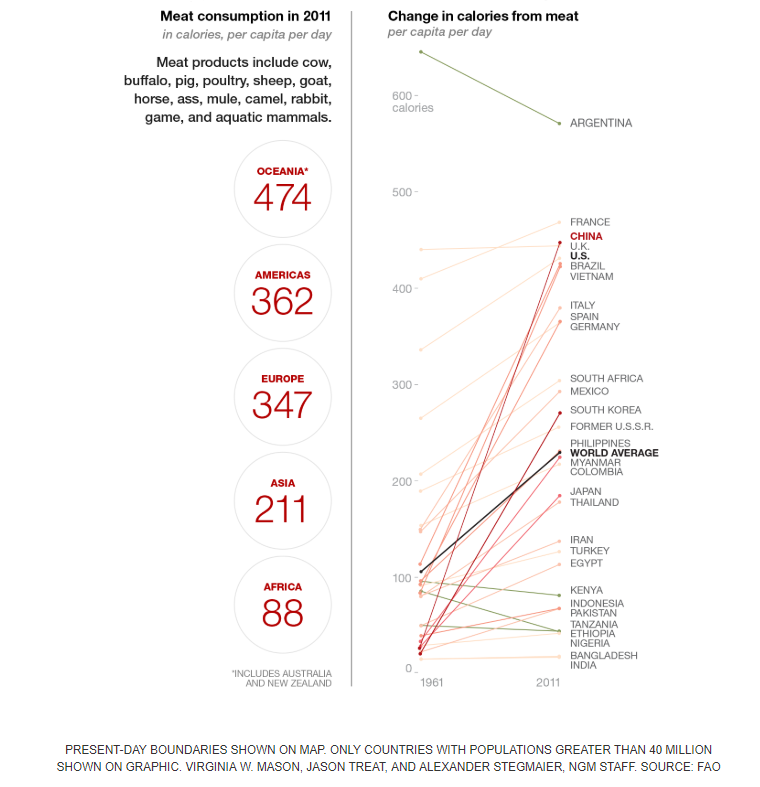 Meat consumption in 2011
in calories, per capita per day
Meat products include cow,
buffalo, pig, poultry, sheep, goat,
horse, ass, mule, camel, rabbit,
game, and aquatic mammals.
OCEANIA*
474
AMERICAS
362
EUROPE
347
ASIA
211
AFRICA
88
*INCLUDES AUSTRALIA
AND NEW ZEALAND
Change in calories from meat
per capita per day
600
calories
500
400
300
200
100
0
1961
2011
ARGENTINA
FRANCE
CHINA
U.K.
U.S.
BRAZIL
VIETNAM
ITALY
SPAIN
GERMANY
SOUTH AFRICA
MEXICO
SOUTH KOREA
FORMER U.S.S.R.
PHILIPPINES
WORLD AVERAGE
MYANMAR
COLOMBIA
JAPAN
THAILAND
IRAN
TURKEY
EGYPT
KENYA
INDONESIA
PAKISTAN
TANZANIA
ETHIOPIA
NIGERIA
BANGLADESH
INDIA
PRESENT-DAY BOUNDARIES SHOWN ON MAP. ONLY COUNTRIES WITH POPULATIONS GREATER THAN 40 MILLION
SHOWN ON GRAPHIC. VIRGINIA W. MASON, JASON TREAT, AND ALEXANDER STEGMAIER, NGM STAFF. SOURCE: FAO